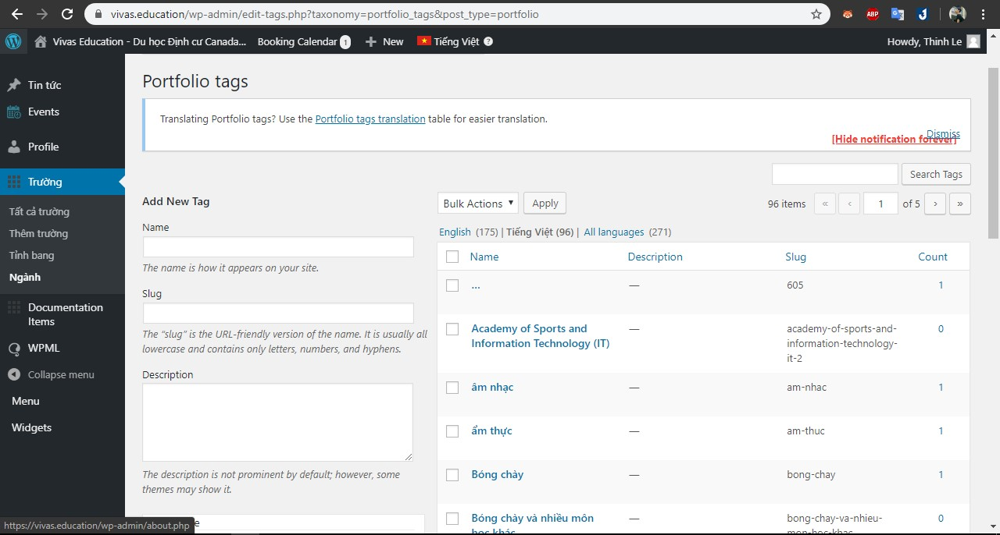 vivas.education/wp-admin/edit-tags.php?taxonomy=portfolio_tags&post_type=portfolio
ABP
Vivas Education - Du học Định cư Canada...
Booking Calendar 1
New
Tiếng Việt ?
Howdy, Thinh Le
Tin tức
Events
Profile
Trường
Tất cả trường
Thêm trường
Tỉnh bang
Ngành
Documentation
Items
WPML
Collapse menu
Menu
Widgets
https://vivas.education/wp-admin/about.php
Portfolio tags
Translating Portfolio tags? Use the Portfolio tags translation table for easier translation.
Dismiss
[Hide notification forever]
Search Tags
Add New Tag
Name
The name is how it appears on your site.
Slug
The “slug” is the URL-friendly version of the name. It is usually all
lowercase and contains only letters, numbers, and hyphens.
Description
The description is not prominent by default; however, some
themes may show it.
Bulk Actions
Apply
96 items « ‹ 1 of 5 › »
English (175) | Tiếng Việt (96) | All languages (271)
Name Description Slug Count
... — 605 1
Academy of Sports and
Information Technology (IT)
—
academy-of-sports-and-
information-technology-
it-2
0
âm nhạc — am-nhac 1
ẩm thực — am-thuc 1
Bóng chày — bong-chay 1
Bóng chày và nhiều môn
học khác
—
bong-chay-va-nhieu-
mon-hoc-khac
0